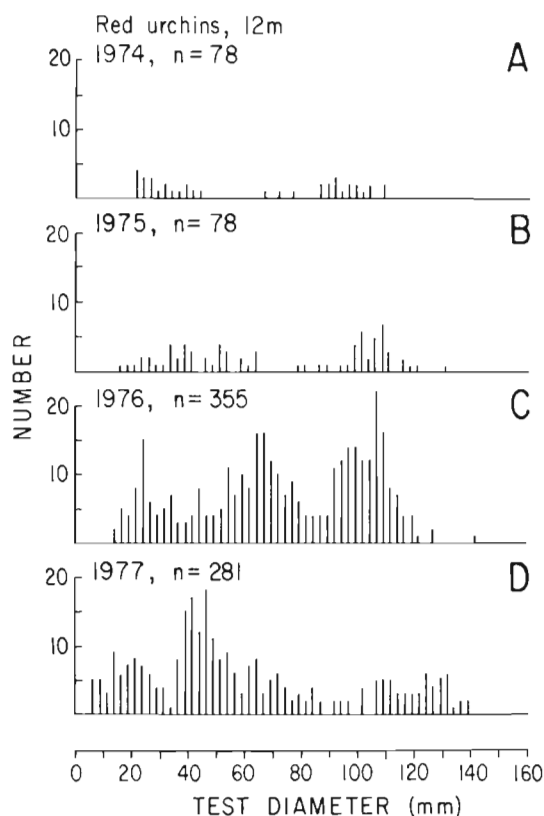 Red urchins, 12m
1974, n = 78
A
20
10
1975, n = 78
B
20
10
NUMBER
1976, n = 355
C
20
10
1977, n = 281
D
20
10
0 20 40 60 80 100 120 140 160
TEST DIAMETER (mm)